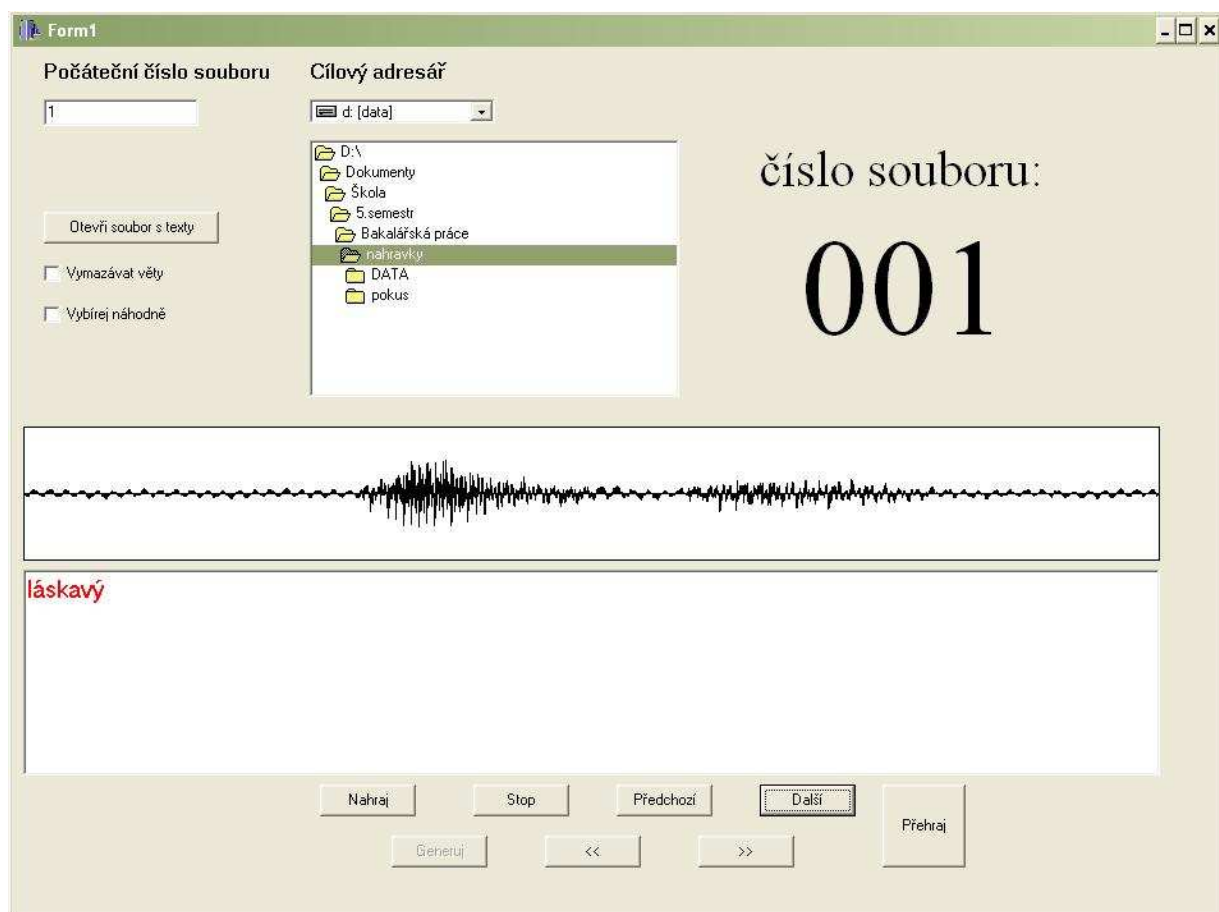 Form1
Počáteční číslo souboru
Cílový adresář
1
d: [data]
D:\
Dokumenty
Škola
5.semestr
Bakalářská práce
nahravky
DATA
pokus
Otevři soubor s texty
Vymazávat věty
Vybírej náhodně
číslo souboru:
001
láskavý
Nahraj
Stop
Předchozí
Další
Přehraj
Generuj
<<
>>